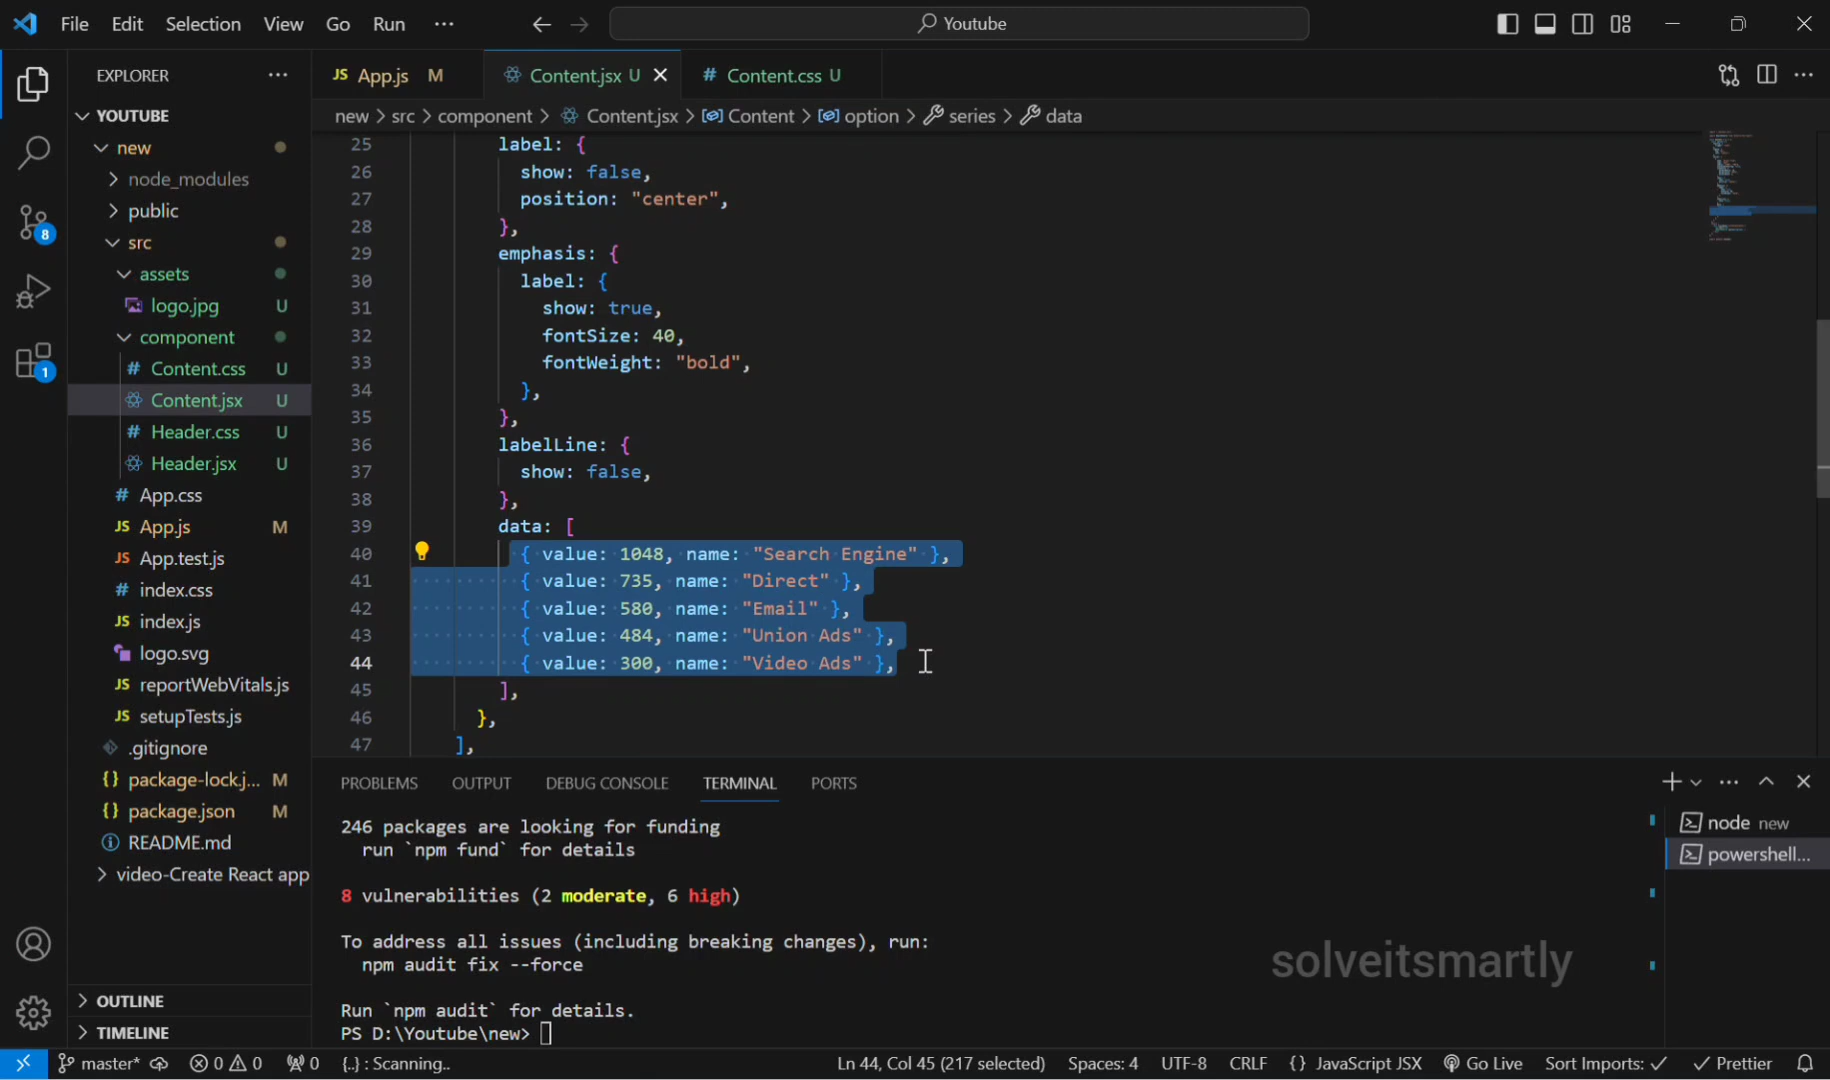 File Edit Selection View Go Run ··· Youtube
EXPLORER ···
YOUTUBE
new
node_modules
public
src
assets
logo.jpg U
component
Content.css U
Content.jsx U
Header.css U
Header.jsx U
App.css
App.js M
App.test.js
index.css
index.js
logo.svg
reportWebVitals.js
setupTests.js
.gitignore
package-lock.j... M
package.json M
README.md
video-Create React app
OUTLINE
TIMELINE
8
1
JS App.js M Content.jsx U # Content.css U
new > src > component > Content.jsx > Content > option > series > data
25 label: {
26 show: false,
27 position: "center",
28 },
29 emphasis: {
30 label: {
31 show: true,
32 fontSize: 40,
33 fontWeight: "bold",
34 },
35 },
36 labelLine: {
37 show: false,
38 },
39 data: [
40 { value: 1048, name: "Search Engine" },
41 { value: 735, name: "Direct" },
42 { value: 580, name: "Email" },
43 { value: 484, name: "Union Ads" },
44 { value: 300, name: "Video Ads" },
45 ],
46 },
47 ],
PROBLEMS OUTPUT DEBUG CONSOLE TERMINAL PORTS
246 packages are looking for funding
run `npm fund` for details
8 vulnerabilities (2 moderate, 6 high)
To address all issues (including breaking changes), run:
npm audit fix --force
Run `npm audit` for details.
PS D:\Youtube\new>
node new
powershell...
solveitsmartly
master* 0 0 0 {..} : Scanning.. Ln 44, Col 45 (217 selected) Spaces: 4 UTF-8 CRLF {} JavaScript JSX Go Live Sort Imports: ✓ ✓ Prettier